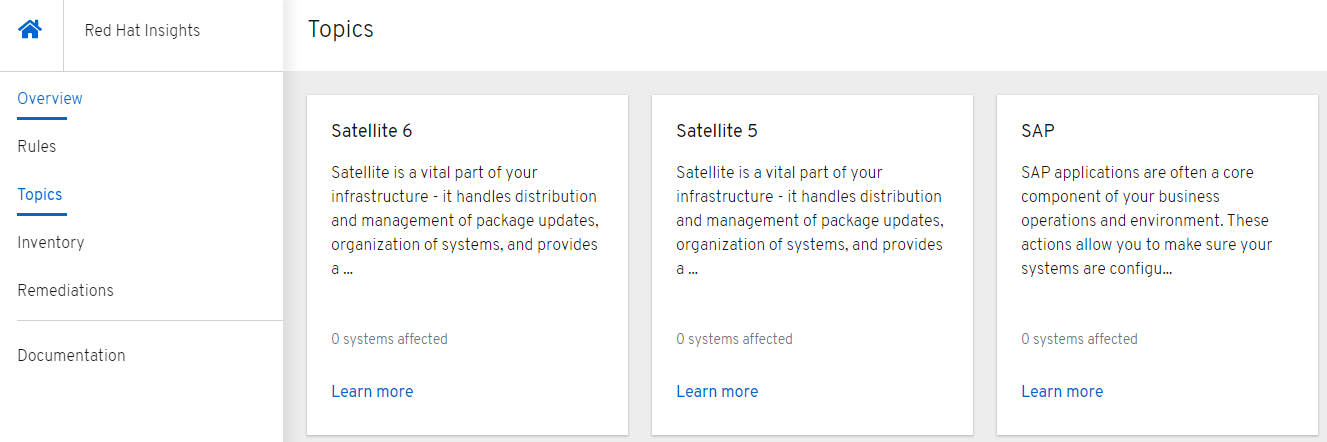 Red Hat Insights
Overview
Rules
Topics
Inventory
Remediations
Documentation
Topics
Satellite 6
Satellite is a vital part of your
infrastructure - it handles distribution
and management of package updates,
organization of systems, and provides
a ...
0 systems affected
Learn more
Satellite 5
Satellite is a vital part of your
infrastructure - it handles distribution
and management of package updates,
organization of systems, and provides
a ...
0 systems affected
Learn more
SAP
SAP applications are often a core
component of your business
operations and environment. These
actions allow you to make sure your
systems are configu...
0 systems affected
Learn more